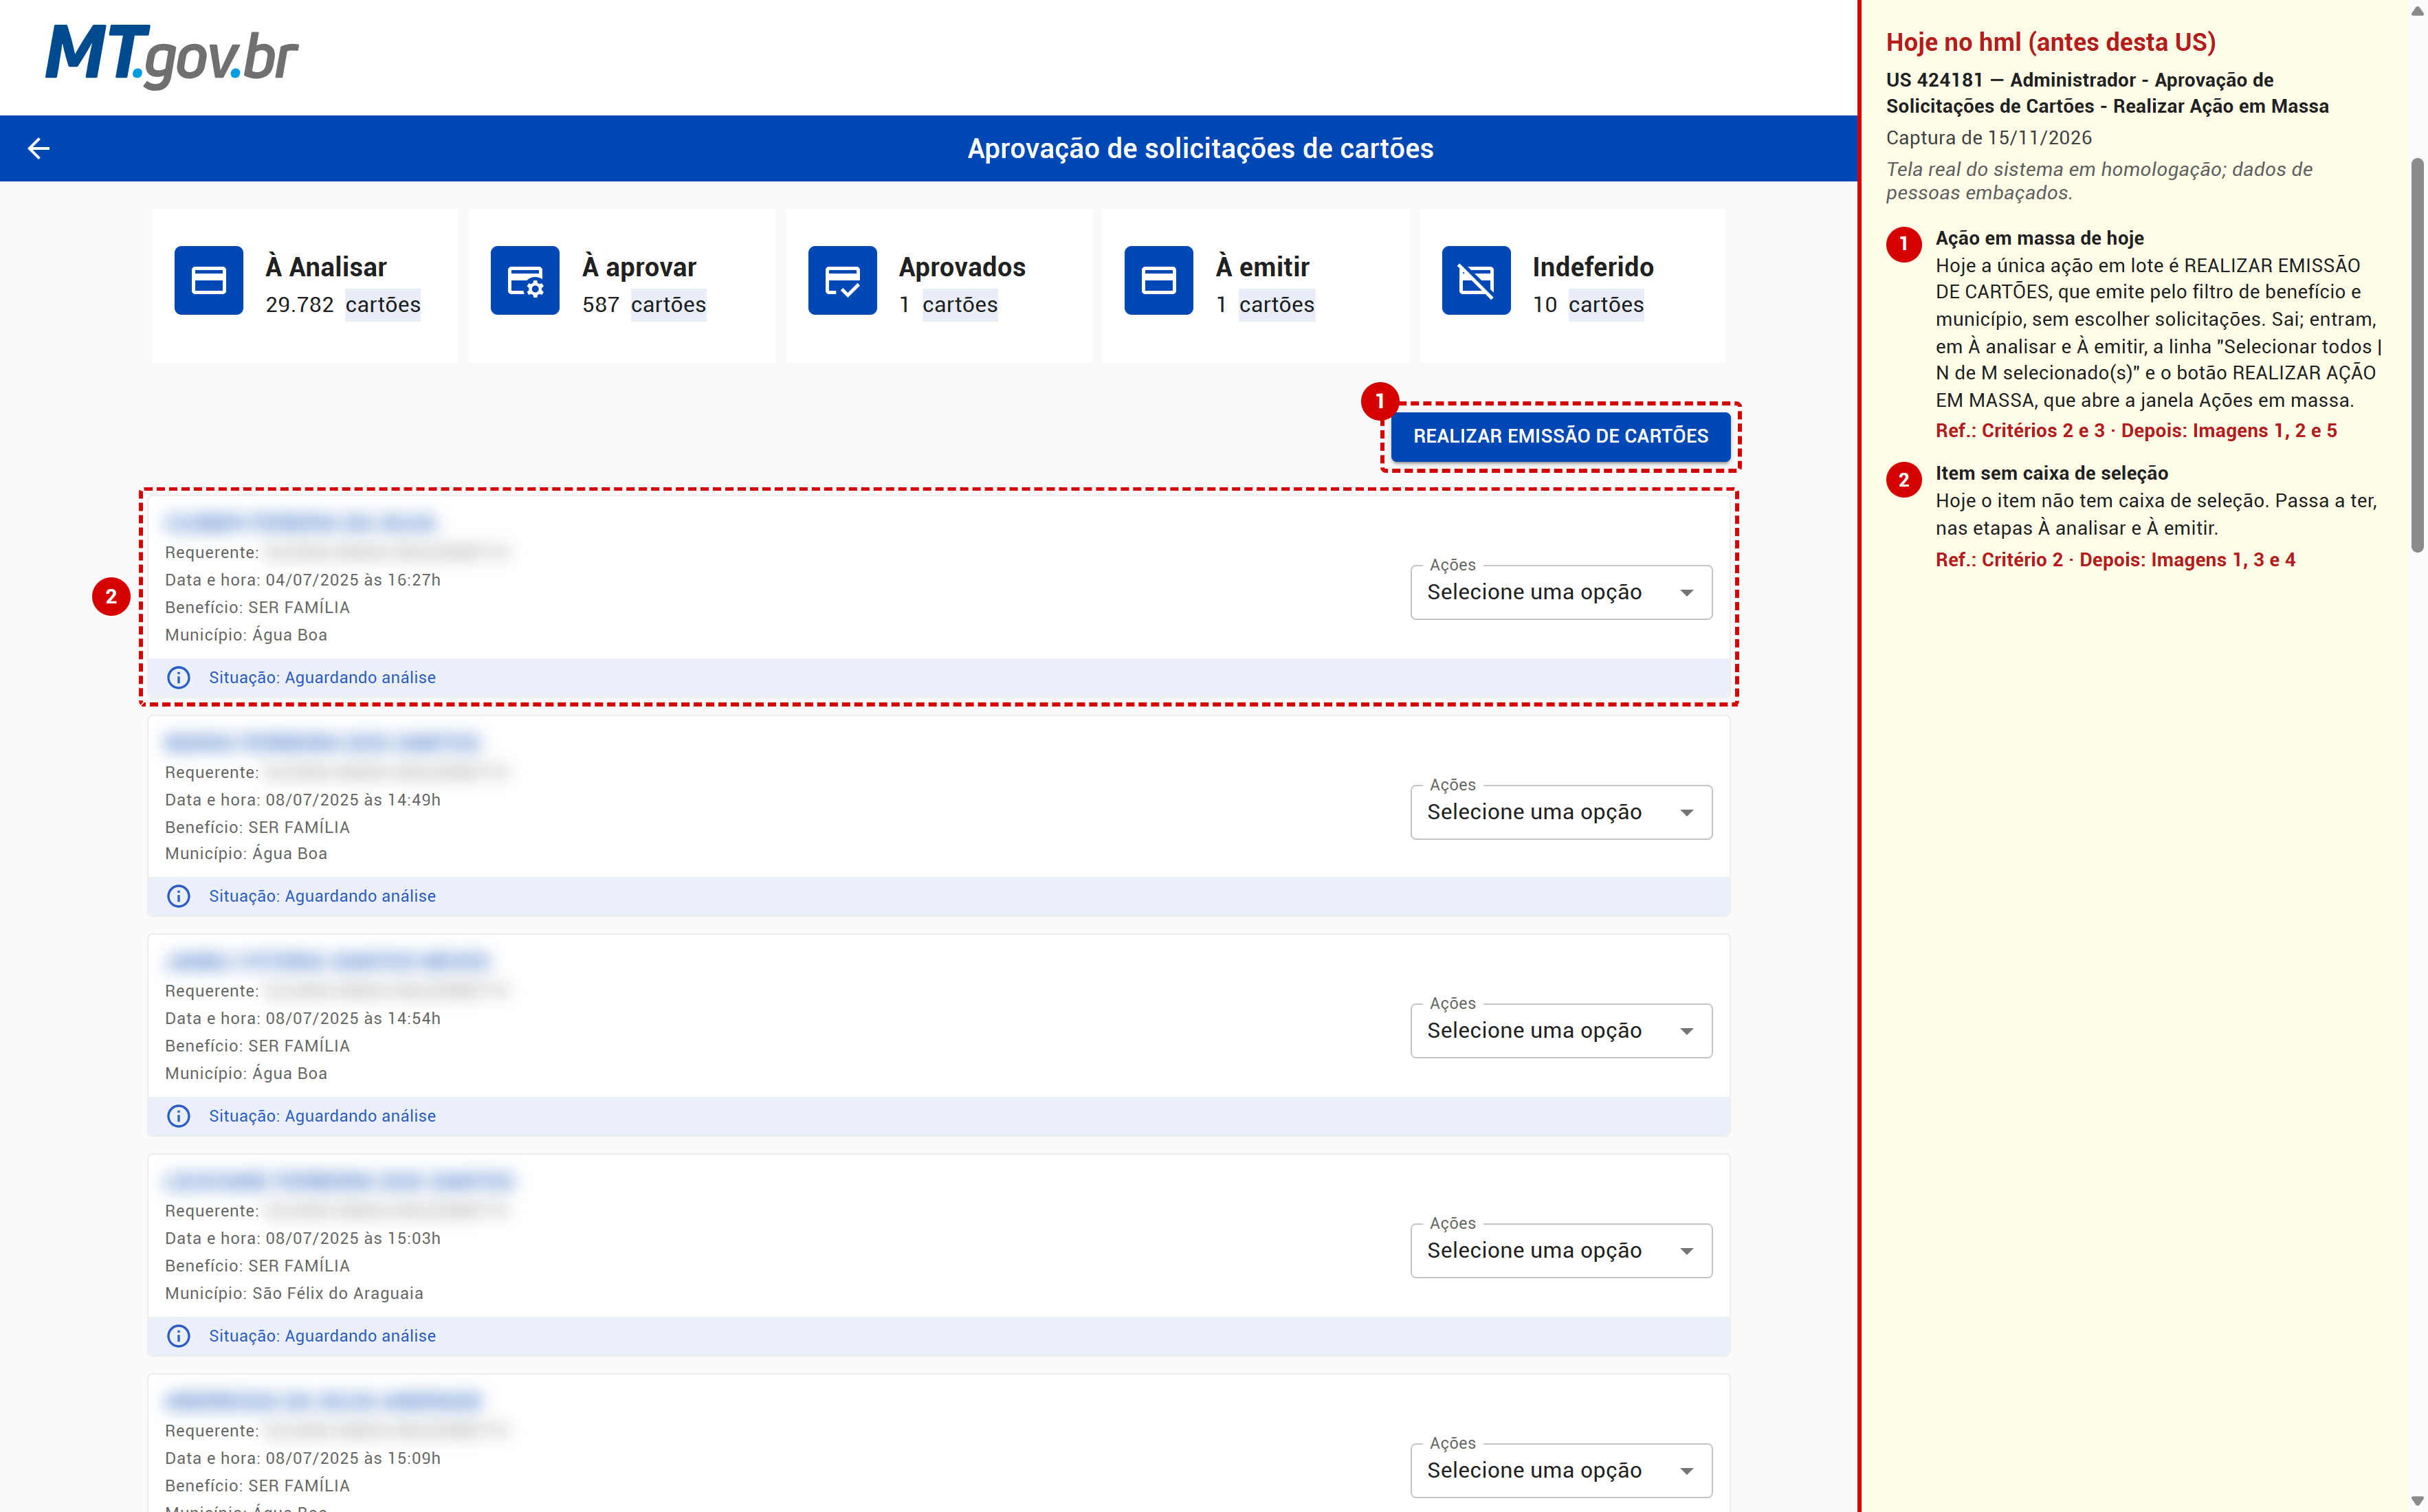 MT.gov.br
Aprovação de solicitações de cartões
À Analisar
29.782 cartões
À aprovar
587 cartões
Aprovados
1 cartões
À emitir
1 cartões
Indeferido
10 cartões
1
REALIZAR EMISSÃO DE CARTÕES
2
Requerente:
Data e hora: 04/07/2025 às 16:27h
Benefício: SER FAMÍLIA
Município: Água Boa
Ações
Selecione uma opção
Situação: Aguardando análise
Requerente:
Data e hora: 08/07/2025 às 14:49h
Benefício: SER FAMÍLIA
Município: Água Boa
Ações
Selecione uma opção
Situação: Aguardando análise
Requerente:
Data e hora: 08/07/2025 às 14:54h
Benefício: SER FAMÍLIA
Município: Água Boa
Ações
Selecione uma opção
Situação: Aguardando análise
Requerente:
Data e hora: 08/07/2025 às 15:03h
Benefício: SER FAMÍLIA
Município: São Félix do Araguaia
Ações
Selecione uma opção
Situação: Aguardando análise
Requerente:
Data e hora: 08/07/2025 às 15:09h
Benefício: SER FAMÍLIA
Município: Água Boa
Ações
Selecione uma opção
Hoje no hml (antes desta US)
US 424181 — Administrador - Aprovação de
Solicitações de Cartões - Realizar Ação em Massa
Captura de 15/11/2026
Tela real do sistema em homologação; dados de
pessoas embaçados.
1
Ação em massa de hoje
Hoje a única ação em lote é REALIZAR EMISSÃO
DE CARTÕES, que emite pelo filtro de benefício e
município, sem escolher solicitações. Sai; entram,
em À analisar e À emitir, a linha "Selecionar todos |
N de M selecionado(s)" e o botão REALIZAR AÇÃO
EM MASSA, que abre a janela Ações em massa.
Ref.: Critérios 2 e 3 · Depois: Imagens 1, 2 e 5
2
Item sem caixa de seleção
Hoje o item não tem caixa de seleção. Passa a ter,
nas etapas À analisar e À emitir.
Ref.: Critério 2 · Depois: Imagens 1, 3 e 4